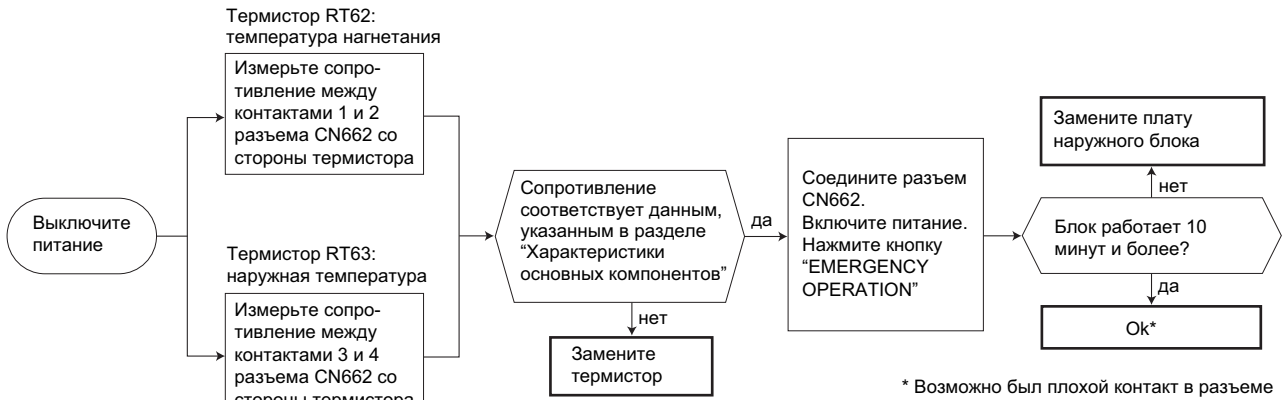 Термистор RT62:
температура нагнетания
Измерьте сопро-
тивление между
контактами 1 и 2
разъема CN662 со
стороны термистора
Выключите
питание
Термистор RT63:
наружная температура
Измерьте сопро-
тивление между
контактами 3 и 4
разъема CN662 со
стороны термистора
Сопротивление
соответствует данным,
указанным в разделе
“Характеристики
основных компонентов”
да
нет
Замените
термистор
Соедините разъем
CN662.
Включите питание.
Нажмите кнопку
“EMERGENCY
OPERATION”
Замените плату
наружного блока
нет
Блок работает 10
минут и более?
да
Ok*
* Возможно был плохой контакт в разъеме